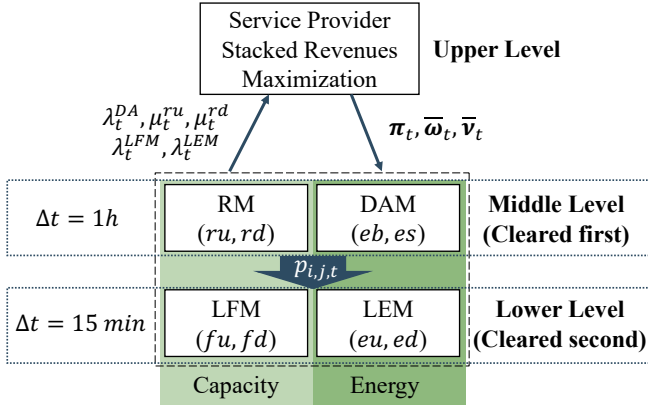 Service Provider
Stacked Revenues
Maximization
Upper Level
λ_t^{DA}, μ_t^{ru}, μ_t^{rd}
λ_t^{LFM}, λ_t^{LEM}
π_t, ω̅_t, ν̅_t
Δt = 1h
RM
(ru, rd)
DAM
(eb, es)
Middle Level
(Cleared first)
p_{i,j,t}
Δt = 15 min
LFM
(fu, fd)
LEM
(eu, ed)
Lower Level
(Cleared second)
Capacity
Energy